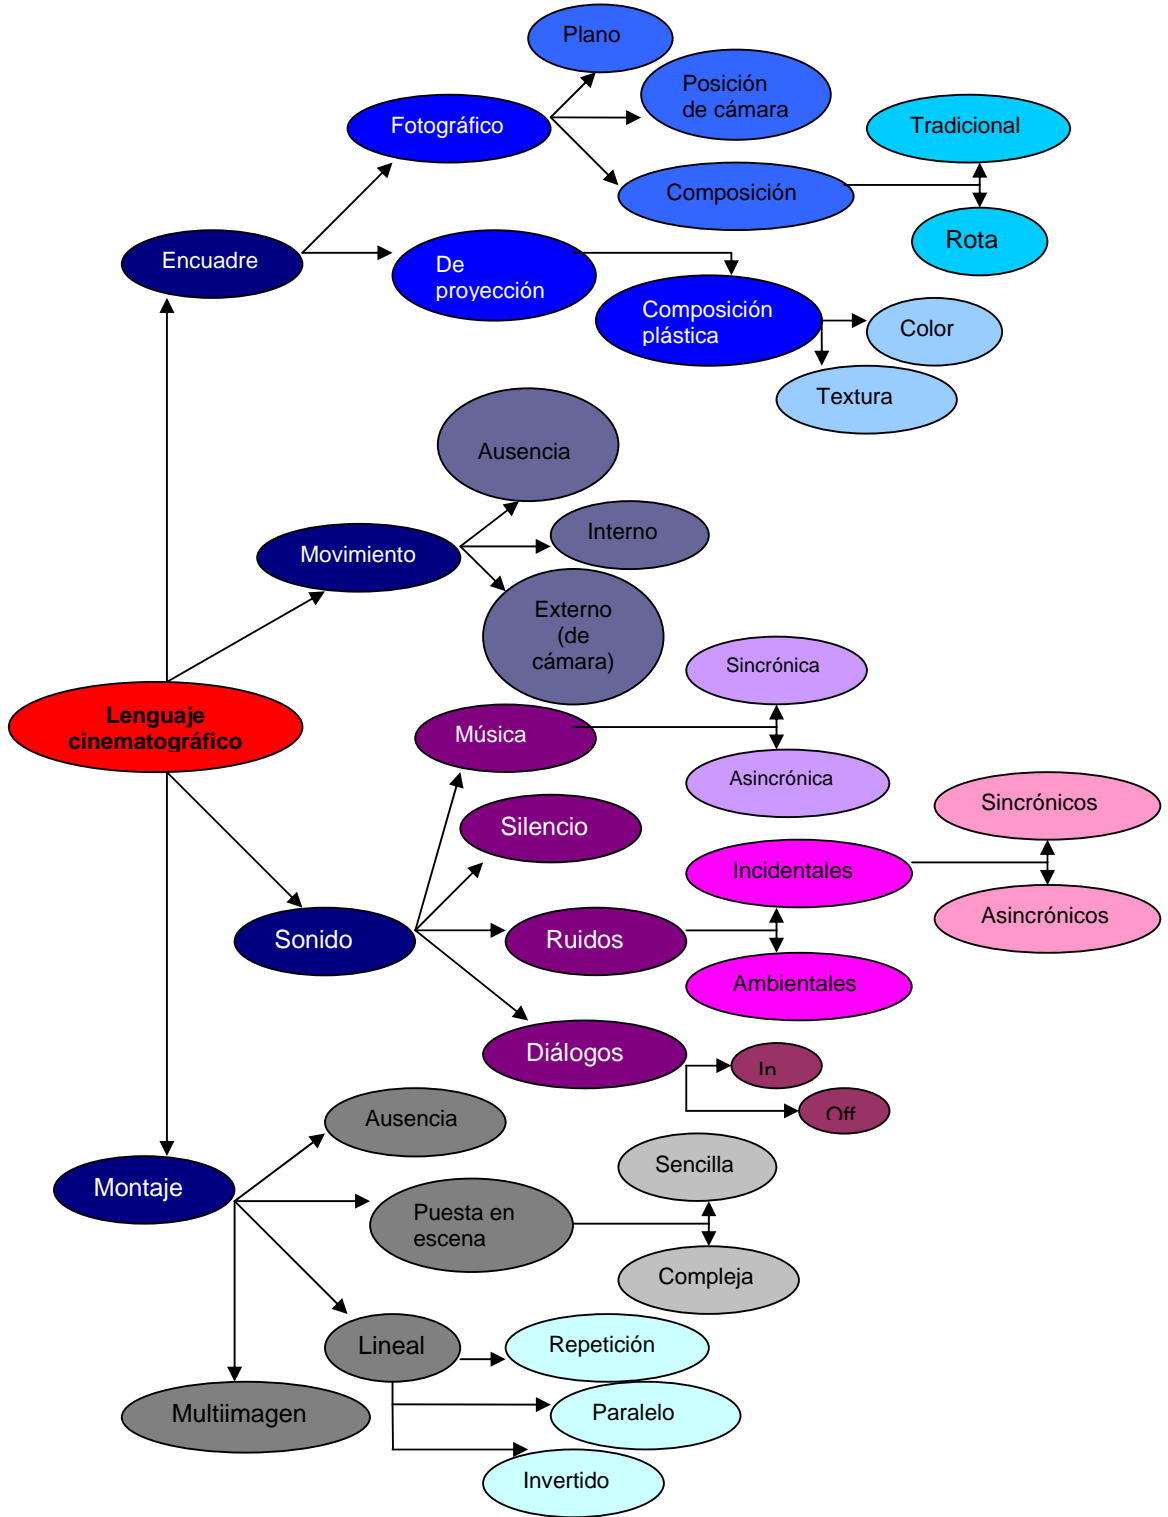 Plano
Posición
de cámara
Fotográfico
Tradicional
Composición
Rota
Encuadre
De
proyección
Composición
plástica
Color
Textura
Ausencia
Interno
Movimiento
Externo
(de
cámara)
Sincrónica
Lenguaje
cinematográfico
Música
Asincrónica
Sincrónicos
Silencio
Incidentales
Asincrónicos
Sonido
Ruidos
Ambientales
Diálogos
In
Off
Ausencia
Sencilla
Montaje
Puesta en
escena
Compleja
Lineal
Repetición
Multiimagen
Paralelo
Invertido